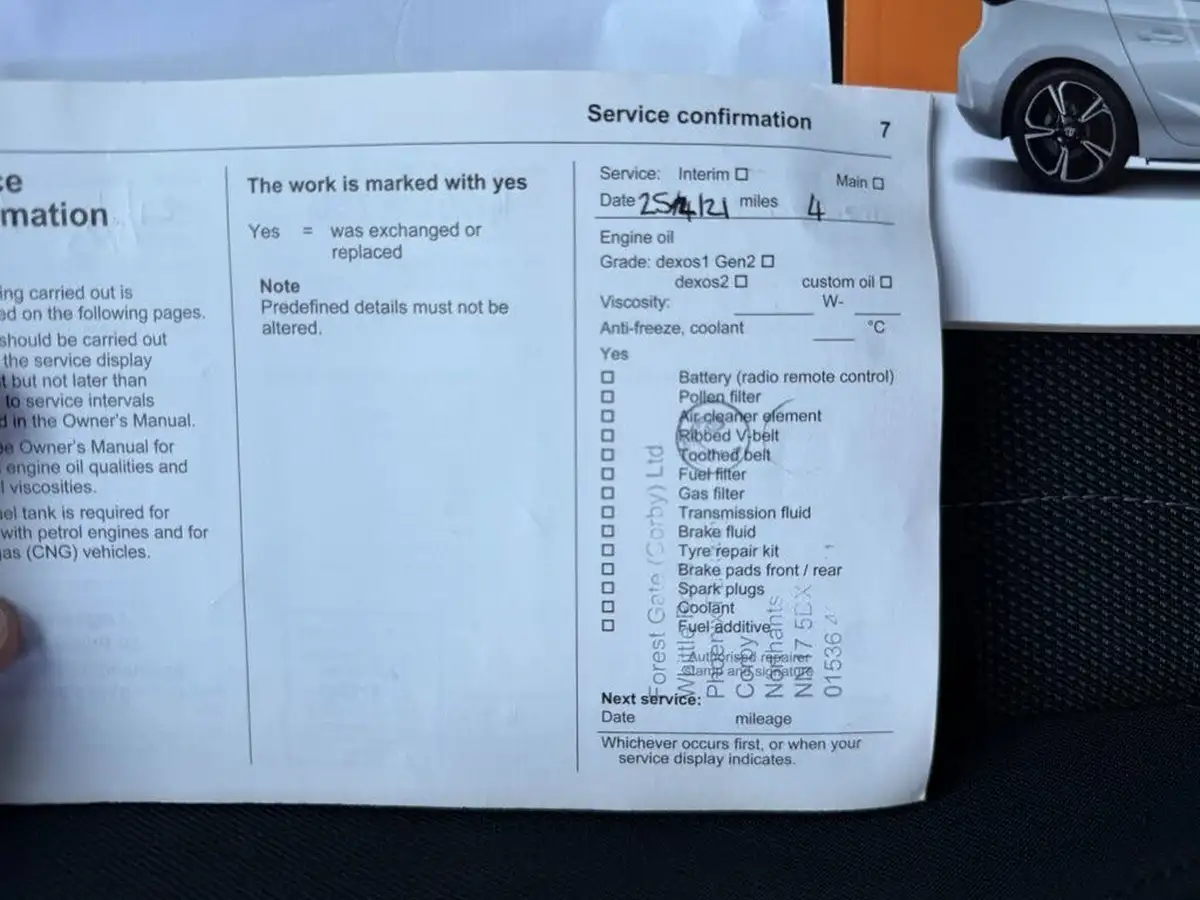 Service confirmation 7
ce
mation
ing carried out is
ed on the following pages.
should be carried out
the service display
t but not later than
to service intervals
d in the Owner's Manual.
e Owner's Manual for
engine oil qualities and
l viscosities.
el tank is required for
with petrol engines and for
as (CNG) vehicles.
The work is marked with yes
Yes = was exchanged or
replaced
Note
Predefined details must not be
altered.
Service: Interim ☐ Main ☐
Date 25/4/21 miles 4
Engine oil
Grade: dexos1 Gen2 ☐
dexos2 ☐ custom oil ☐
Viscosity: W-
Anti-freeze, coolant °C
Yes
☐ Battery (radio remote control)
☐ Pollen filter
☐ Air cleaner element
☐ Ribbed V-belt
☐ Toothed belt
☐ Fuel filter
☐ Gas filter
☐ Transmission fluid
☐ Brake fluid
☐ Tyre repair kit
☐ Brake pads front / rear
☐ Spark plugs
☐ Coolant
☐ Fuel additive
Authorised repairer
stamp and signature
Forest Gate (Corby) Ltd
Corby
Northants
NN17 5DX
01536
Next service:
Date mileage
Whichever occurs first, or when your
service display indicates.